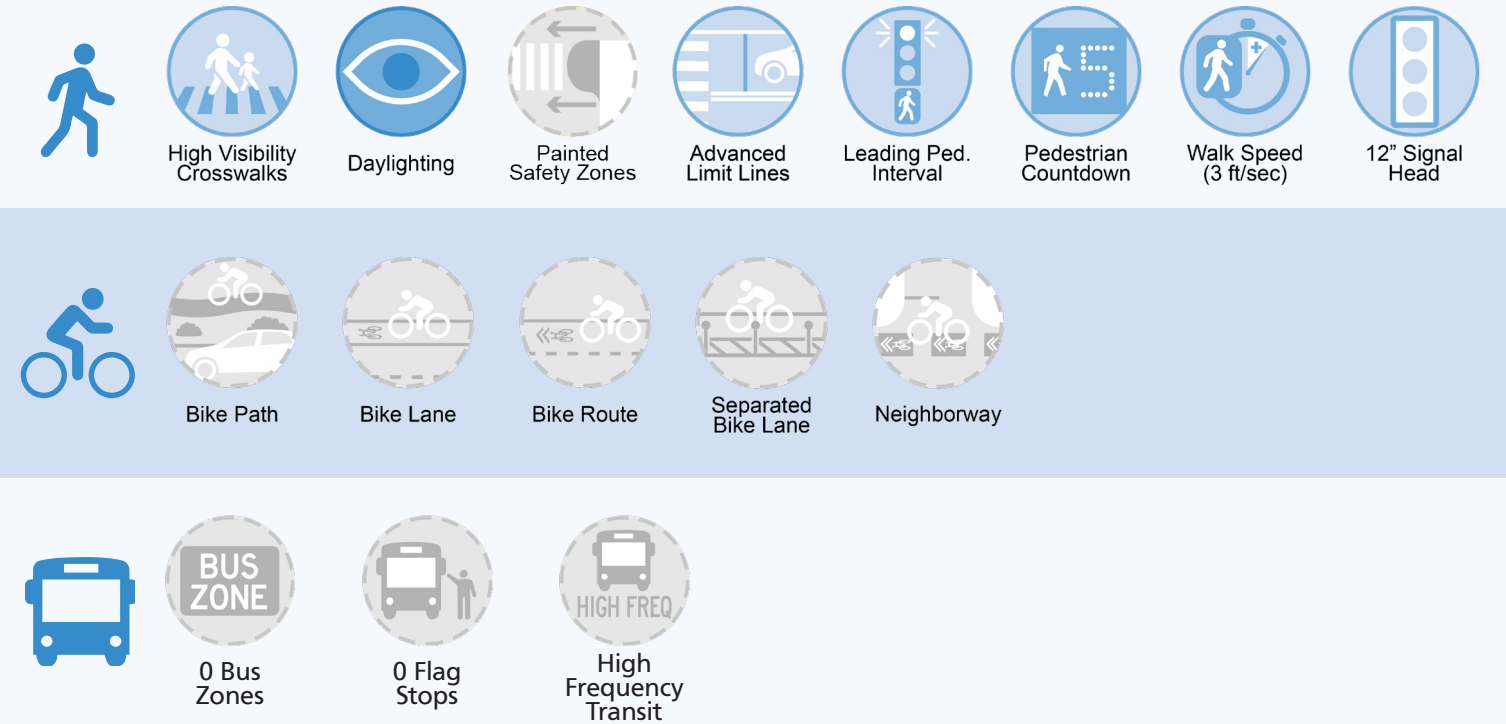 High Visibility
Crosswalks
Daylighting
Painted
Safety Zones
Advanced
Limit Lines
Leading Ped.
Interval
5
Pedestrian
Countdown
Walk Speed
(3 ft/sec)
12” Signal
Head
Bike Path
Bike Lane
Bike Route
Separated
Bike Lane
Neighborway
BUS
ZONE
0 Bus
Zones
0 Flag
Stops
HIGH FREQ
High
Frequency
Transit